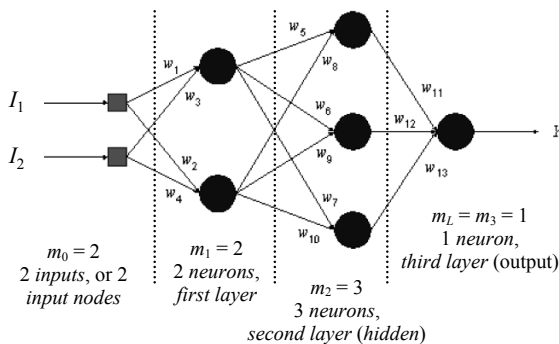 w5
w1
w8
I1
w3
w11
w6
w12
w9
I2
w2
w13
w4
w7
w10
m0 = 2
2 inputs, or 2
input nodes
m1 = 2
2 neurons,
first layer
m2 = 3
3 neurons,
second layer (hidden)
mL = m3 = 1
1 neuron,
third layer (output)